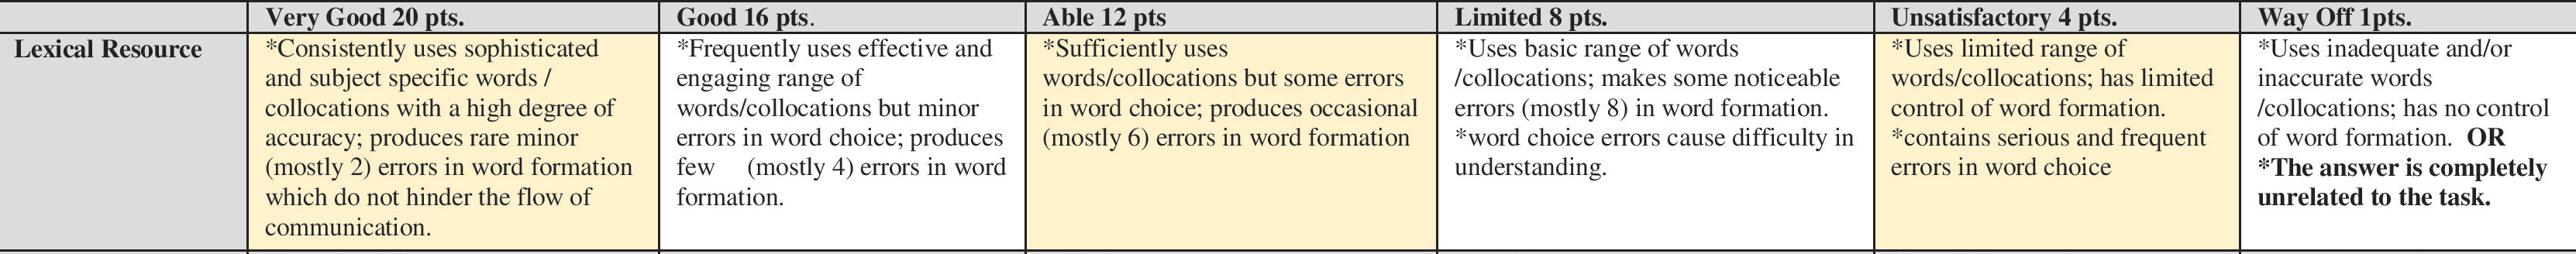 Very Good 20 pts.
Good 16 pts.
Able 12 pts
Limited 8 pts.
Unsatisfactory 4 pts.
Way Off 1pts.
Lexical Resource
*Consistently uses sophisticated
and subject specific words /
collocations with a high degree of
accuracy; produces rare minor
(mostly 2) errors in word formation
which do not hinder the flow of
communication.
*Frequently uses effective and
engaging range of
words/collocations but minor
errors in word choice; produces
few (mostly 4) errors in word
formation.
*Sufficiently uses
words/collocations but some errors
in word choice; produces occasional
(mostly 6) errors in word formation
*Uses basic range of words
/collocations; makes some noticeable
errors (mostly 8) in word formation.
*word choice errors cause difficulty in
understanding.
*Uses limited range of
words/collocations; has limited
control of word formation.
*contains serious and frequent
errors in word choice
*Uses inadequate and/or
inaccurate words
/collocations; has no control
of word formation. OR
*The answer is completely
unrelated to the task.